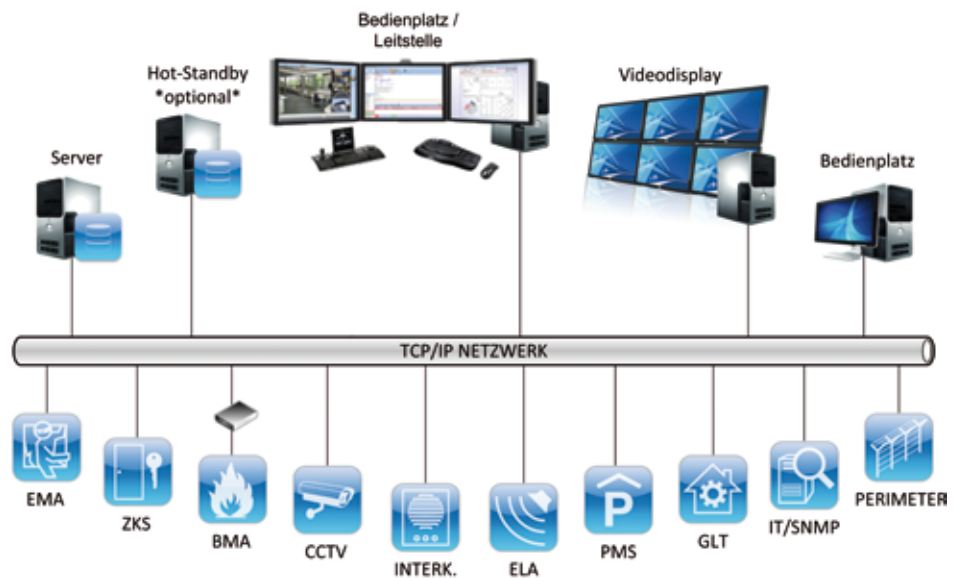 Bedienplatz /
Leitstelle
Hot-Standby
*optional*
Videodisplay
Server
Bedienplatz
TCP/IP NETZWERK
EMA
ZKS
BMA
CCTV
INTERK.
ELA
P
PMS
GLT
IT/SNMP
PERIMETER